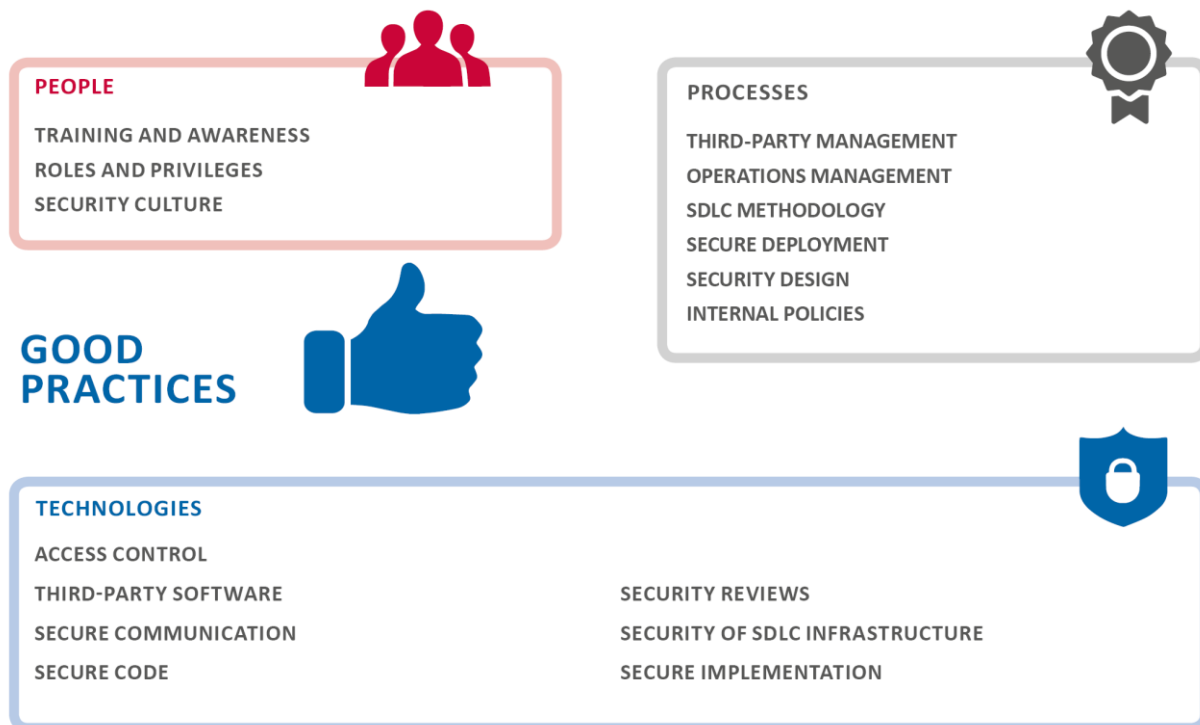 PEOPLE
TRAINING AND AWARENESS
ROLES AND PRIVILEGES
SECURITY CULTURE
PROCESSES
THIRD-PARTY MANAGEMENT
OPERATIONS MANAGEMENT
SDLC METHODOLOGY
SECURE DEPLOYMENT
SECURITY DESIGN
INTERNAL POLICIES
GOOD
PRACTICES
TECHNOLOGIES
ACCESS CONTROL
THIRD-PARTY SOFTWARE
SECURE COMMUNICATION
SECURE CODE
SECURITY REVIEWS
SECURITY OF SDLC INFRASTRUCTURE
SECURE IMPLEMENTATION